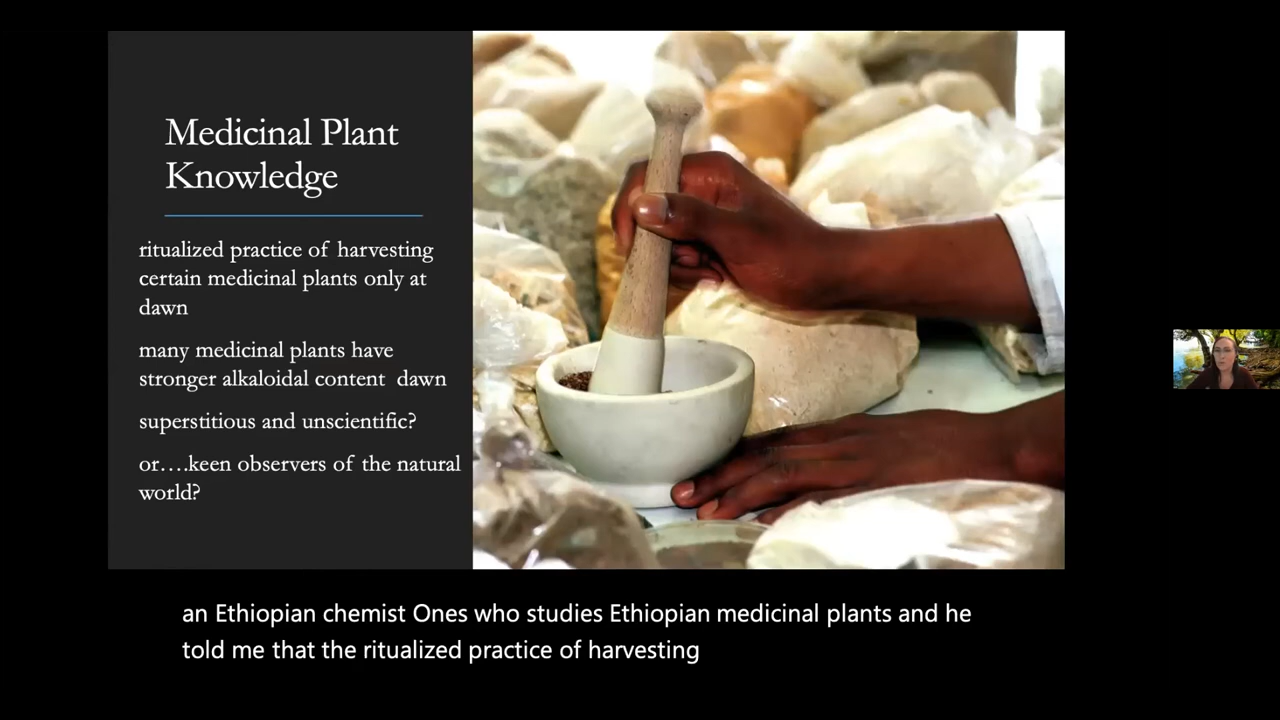 Medicinal Plant
Knowledge
ritualized practice of harvesting
certain medicinal plants only at
dawn
many medicinal plants have
stronger alkaloidal content  dawn
superstitious and unscientific?
or….keen observers of the natural
world?
an Ethiopian chemist Ones who studies Ethiopian medicinal plants and he
told me that the ritualized practice of harvesting